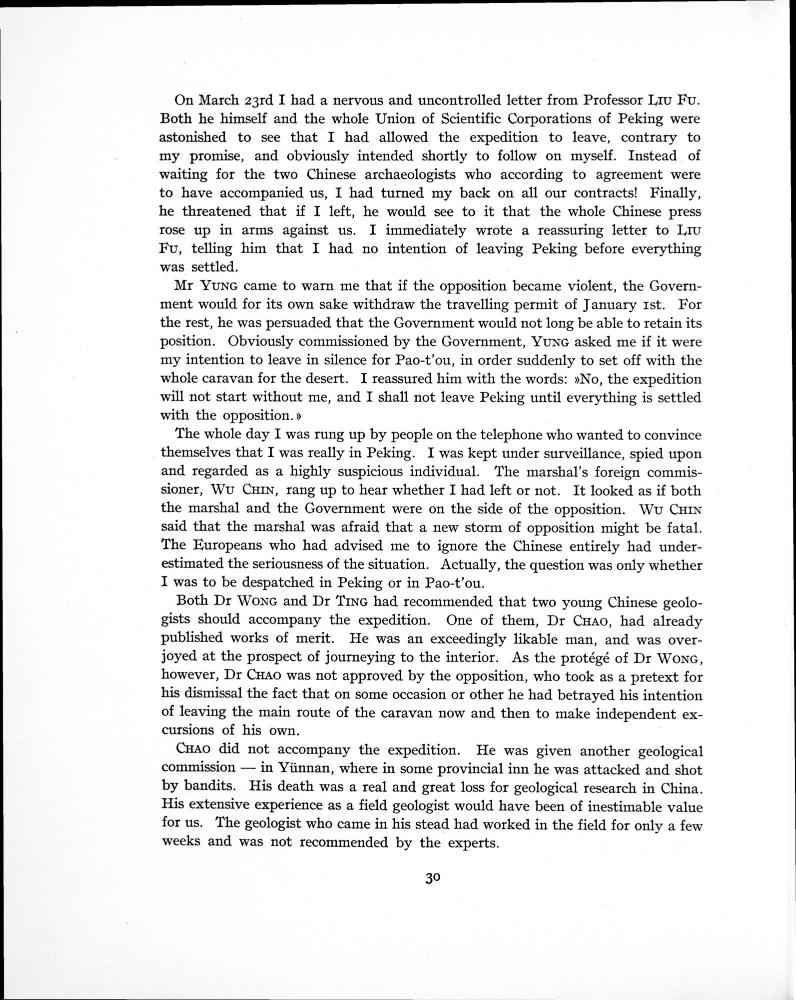 On March 23rd I had a nervous and uncontrolled letter from Professor LIU FU.
Both he himself and the whole Union of Scientific Corporations of Peking were
astonished to see that I had allowed the expedition to leave, contrary to
my promise, and obviously intended shortly to follow on myself. Instead of
waiting for the two Chinese archaeologists who according to agreement were
to have accompanied us, I had turned my back on all our contracts! Finally,
he threatened that if I left, he would see to it that the whole Chinese press
rose up in arms against us. I immediately wrote a reassuring letter to LIU
FU, telling him that I had no intention of leaving Peking before everything
was settled.
Mr YUNG came to warn me that if the opposition became violent, the Govern-
ment would for its own sake withdraw the travelling permit of January 1st. For
the rest, he was persuaded that the Government would not long be able to retain its
position. Obviously commissioned by the Government, YUNG asked me if it were
my intention to leave in silence for Pao-t'ou, in order suddenly to set off with the
whole caravan for the desert. I reassured him with the words: »No, the expedition
will not start without me, and I shall not leave Peking until everything is settled
with the opposition.»
The whole day I was rung up by people on the telephone who wanted to convince
themselves that I was really in Peking. I was kept under surveillance, spied upon
and regarded as a highly suspicious individual. The marshal's foreign commis-
sioner, WU CHIN, rang up to hear whether I had left or not. It looked as if both
the marshal and the Government were on the side of the opposition. WU CHIN
said that the marshal was afraid that a new storm of opposition might be fatal.
The Europeans who had advised me to ignore the Chinese entirely had under-
estimated the seriousness of the situation. Actually, the question was only whether
I was to be despatched in Peking or in Pao-t'ou.
Both Dr WONG and Dr TING had recommended that two young Chinese geolo-
gists should accompany the expedition. One of them, Dr CHAO, had already
published works of merit. He was an exceedingly likable man, and was over-
joyed at the prospect of journeying to the interior. As the protégé of Dr WONG,
however, Dr CHAO was not approved by the opposition, who took as a pretext for
his dismissal the fact that on some occasion or other he had betrayed his intention
of leaving the main route of the caravan now and then to make independent ex-
cursions of his own.
CHAO did not accompany the expedition. He was given another geological
commission — in Yünnan, where in some provincial inn he was attacked and shot
by bandits. His death was a real and great loss for geological research in China.
His extensive experience as a field geologist would have been of inestimable value
for us. The geologist who came in his stead had worked in the field for only a few
weeks and was not recommended by the experts.
30